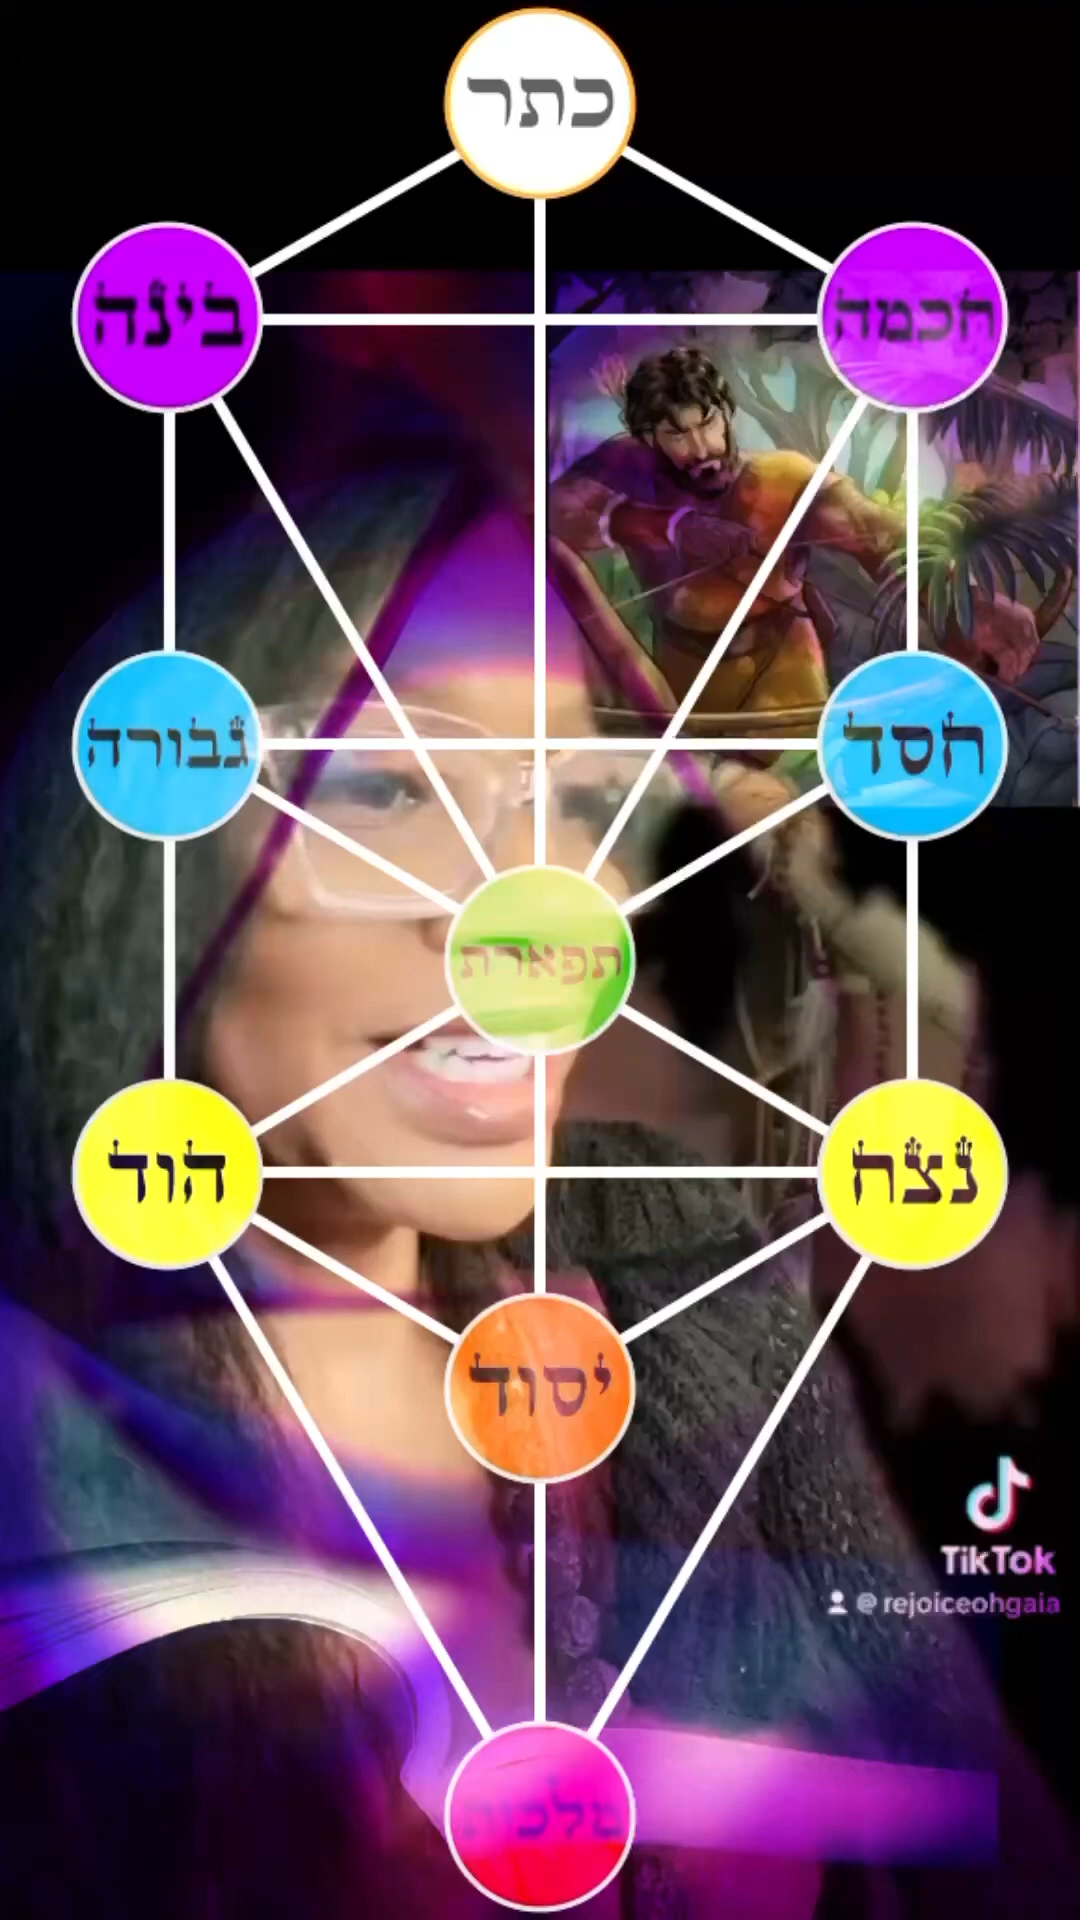 כתר
חכמה
בינה
חסד
גבורה
תפארת
נצח
הוד
יסוד
מלכות
TikTok
@rejoiceohgaia